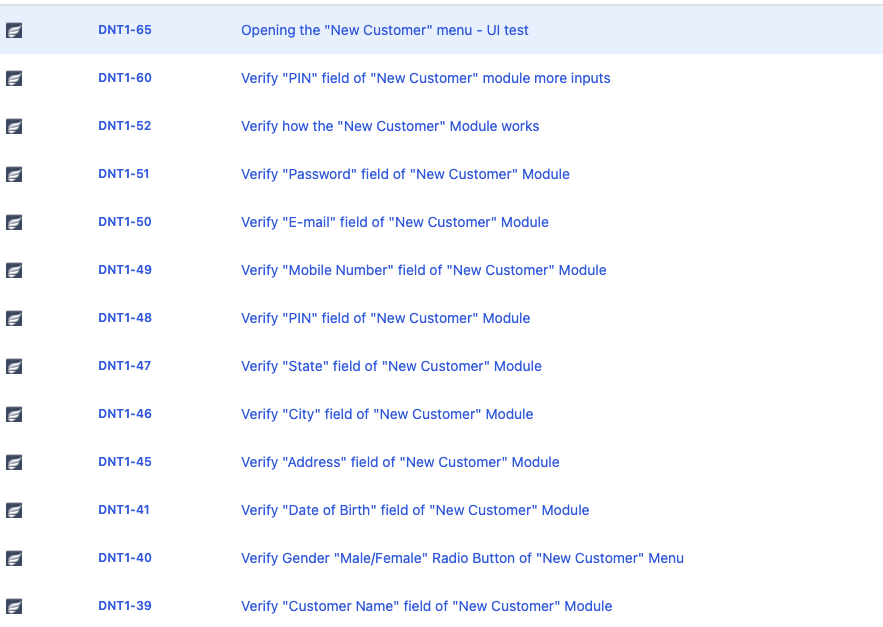 DNT1-65 Opening the "New Customer" menu - UI test
DNT1-60 Verify "PIN" field of "New Customer" module more inputs
DNT1-52 Verify how the "New Customer" Module works
DNT1-51 Verify "Password" field of "New Customer" Module
DNT1-50 Verify "E-mail" field of "New Customer" Module
DNT1-49 Verify "Mobile Number" field of "New Customer" Module
DNT1-48 Verify "PIN" field of "New Customer" Module
DNT1-47 Verify "State" field of "New Customer" Module
DNT1-46 Verify "City" field of "New Customer" Module
DNT1-45 Verify "Address" field of "New Customer" Module
DNT1-41 Verify "Date of Birth" field of "New Customer" Module
DNT1-40 Verify Gender "Male/Female" Radio Button of "New Customer" Menu
DNT1-39 Verify "Customer Name" field of "New Customer" Module